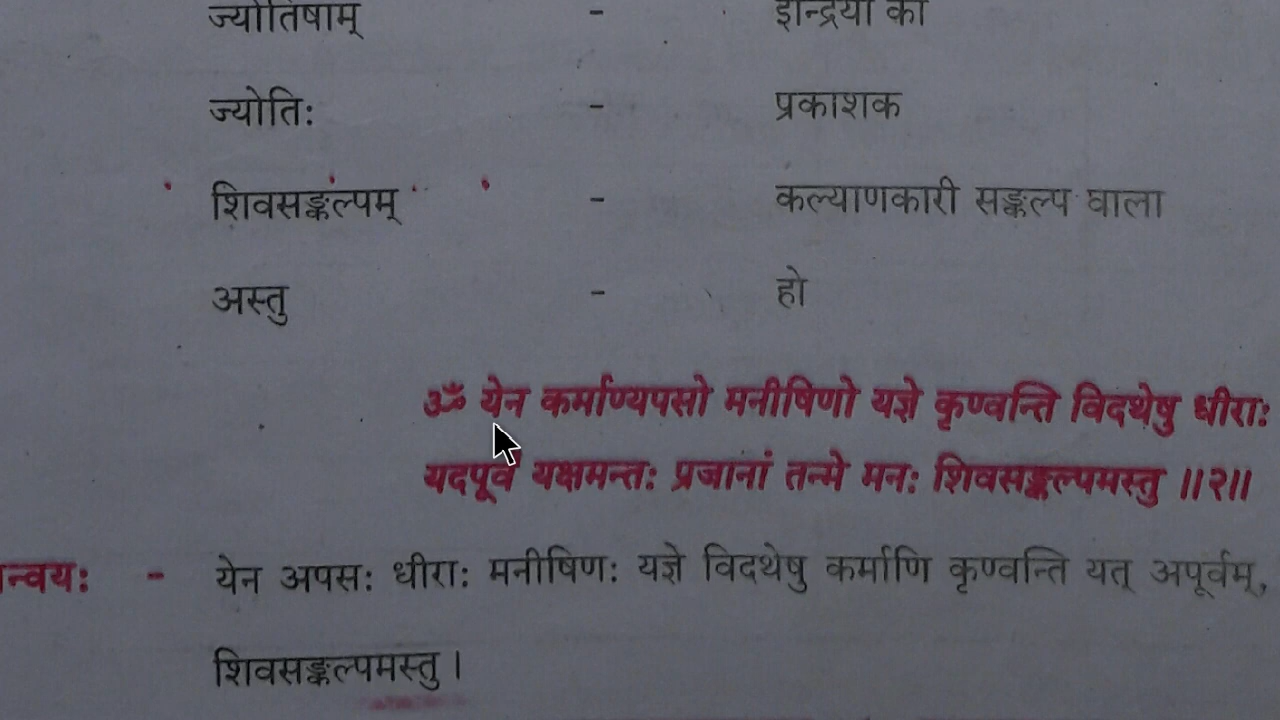 ज्योतिषाम् - इन्द्रियों का
ज्योतिः - प्रकाशक
शिवसङ्कल्पम् - कल्याणकारी सङ्कल्प वाला
अस्तु - हो
ॐ येन कर्माण्यपसो मनीषिणो यज्ञे कृण्वन्ति विदथेषु धीराः
यदपूर्वं यक्षमन्तः प्रजानां तन्मे मनः शिवसङ्कल्पमस्तु ॥२॥
न्वयः - येन अपसः धीराः मनीषिणः यज्ञे विदथेषु कर्माणि कृण्वन्ति यत् अपूर्वम्,
शिवसङ्कल्पमस्तु ।